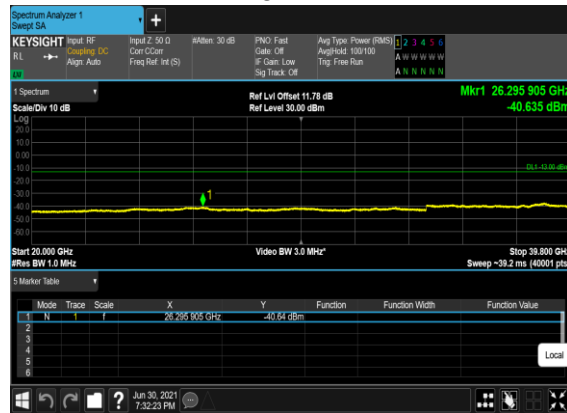 Spectrum Analyzer 1
Swept SA
+
KEYSIGHT Input: RF Input Z: 50 Ω #Atten: 30 dB PNO: Fast Avg Type: Power (RMS) 1 2 3 4 5 6
RL Coupling: DC Corr CCorr Gate: Off Avg|Hold: 100/100 A W W W W W
Align: Auto Freq Ref: Int (S) IF Gain: Low Trig: Free Run
Sig Track: Off A N N N N N
1 Spectrum
Ref Lvl Offset 11.78 dB Mkr1 26.295 905 GHz
Scale/Div 10 dB Ref Level 30.00 dBm -40.635 dBm
Log
20.0
10.0
0.00
-10.0
DL1 -13.00 dBm
-20.0
-30.0
1
-40.0
-50.0
-60.0
Start 20.000 GHz Video BW 3.0 MHz* Stop 39.800 GHz
#Res BW 1.0 MHz Sweep ~39.2 ms (40001 pts
5 Marker Table
Mode Trace Scale X Y Function Function Width Function Value
1 N 1 f 26.295 905 GHz -40.64 dBm
2
3
4
5
6
Local
?
Jun 30, 2021
7:32:23 PM